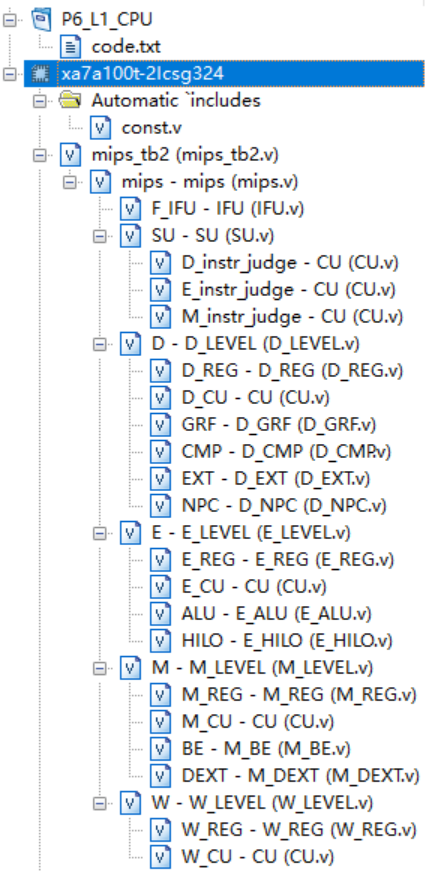 P6_L1_CPU
code.txt
xa7a100t-2lcsg324
Automatic `includes
const.v
mips_tb2 (mips_tb2.v)
mips - mips (mips.v)
F_IFU - IFU (IFU.v)
SU - SU (SU.v)
D_instr_judge - CU (CU.v)
E_instr_judge - CU (CU.v)
M_instr_judge - CU (CU.v)
D - D_LEVEL (D_LEVEL.v)
D_REG - D_REG (D_REG.v)
D_CU - CU (CU.v)
GRF - D_GRF (D_GRF.v)
CMP - D_CMP (D_CMP.v)
EXT - D_EXT (D_EXT.v)
NPC - D_NPC (D_NPC.v)
E - E_LEVEL (E_LEVEL.v)
E_REG - E_REG (E_REG.v)
E_CU - CU (CU.v)
ALU - E_ALU (E_ALU.v)
HILO - E_HILO (E_HILO.v)
M - M_LEVEL (M_LEVEL.v)
M_REG - M_REG (M_REG.v)
M_CU - CU (CU.v)
BE - M_BE (M_BE.v)
DEXT - M_DEXT (M_DEXT.v)
W - W_LEVEL (W_LEVEL.v)
W_REG - W_REG (W_REG.v)
W_CU - CU (CU.v)